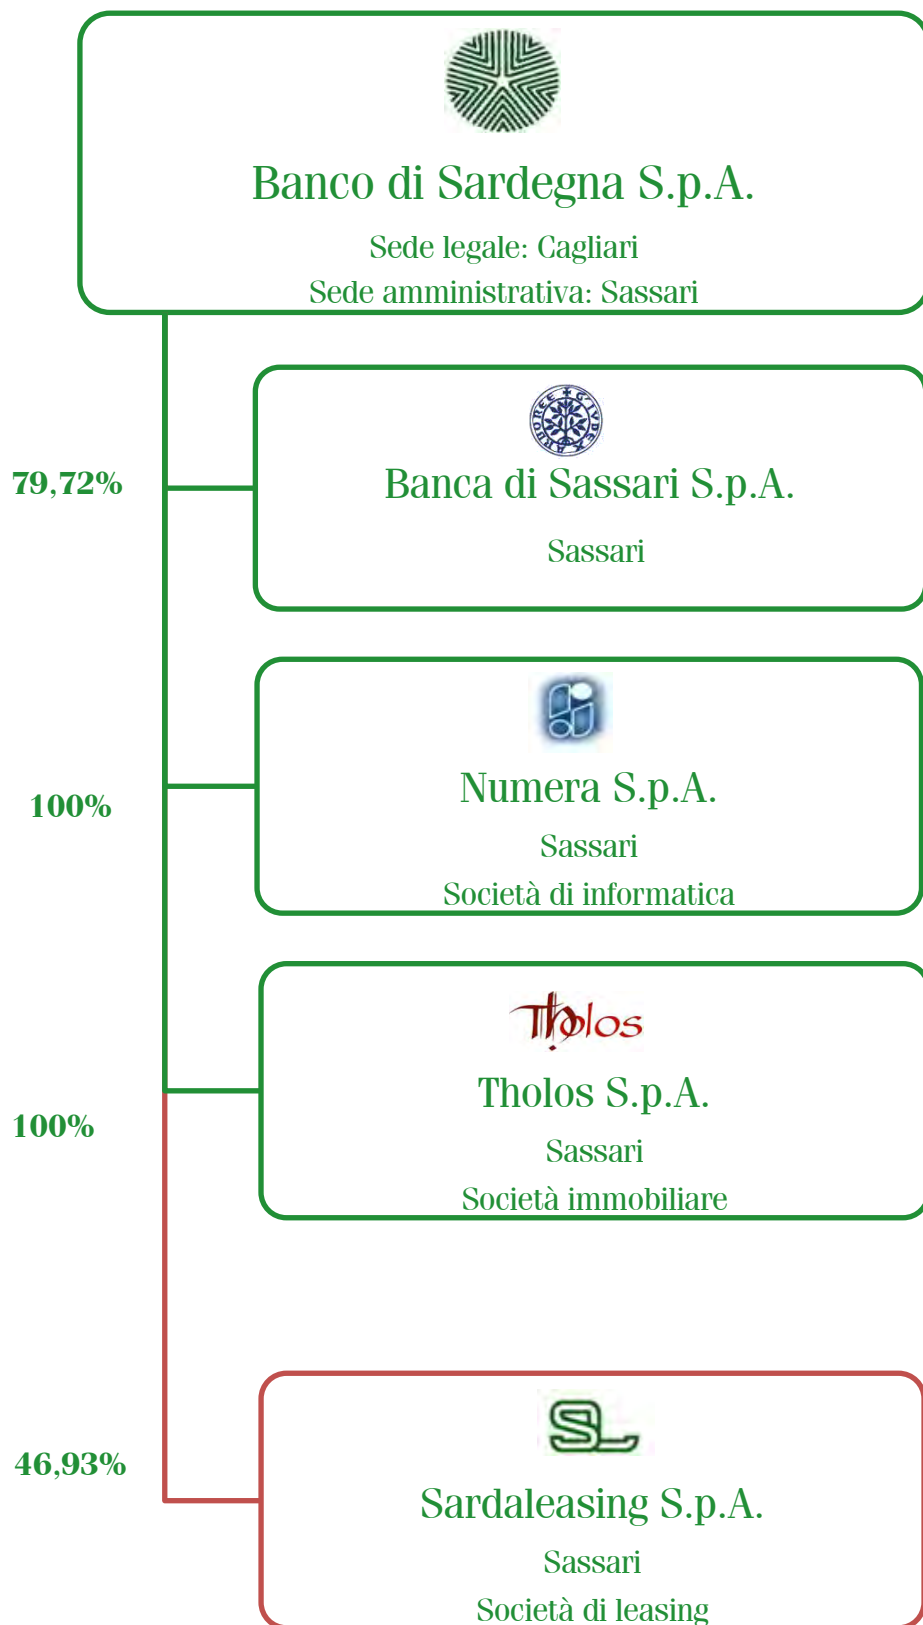 Banco di Sardegna S.p.A.
Sede legale: Cagliari
Sede amministrativa: Sassari
79,72%
Banca di Sassari S.p.A.
Sassari
100%
Numera S.p.A.
Sassari
Società di informatica
Tholos
100%
Tholos S.p.A.
Sassari
Società immobiliare
SL
46,93%
Sardaleasing S.p.A.
Sassari
Società di leasing